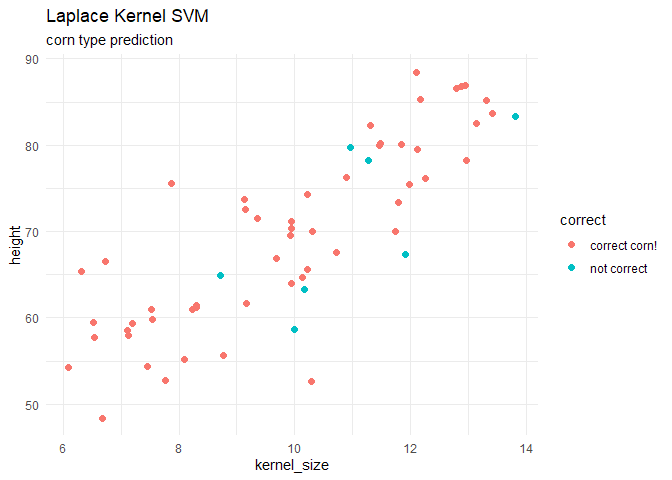 Laplace Kernel SVM
corn type prediction
90
80
70
60
50
height
6
8
10
12
14
kernel_size
correct
correct corn!
not correct